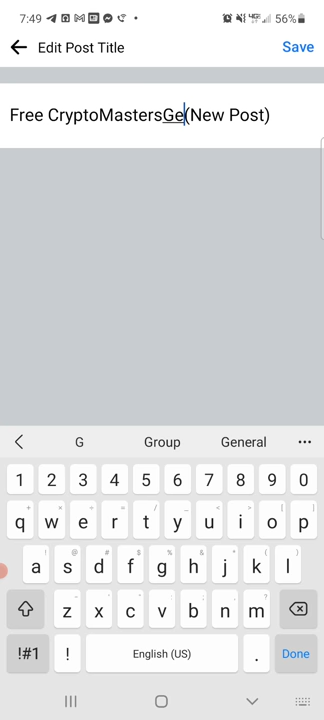 7:49 56%
Edit Post Title Save
Free CryptoMastersGe(New Post)
G Group General
1 2 3 4 5 6 7 8 9 0
q w e r t y u i o p
a s d f g h j k l
z x c v b n m
!#1 ! English (US) . Done